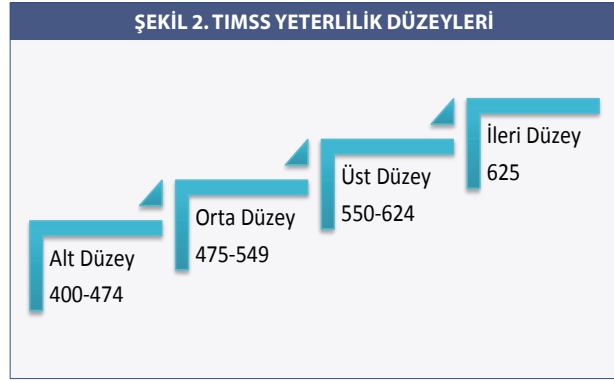 ŞEKİL 2. TIMSS YETERLİLİK DÜZEYLERİ
Alt Düzey
400-474
Orta Düzey
475-549
Üst Düzey
550-624
İleri Düzey
625